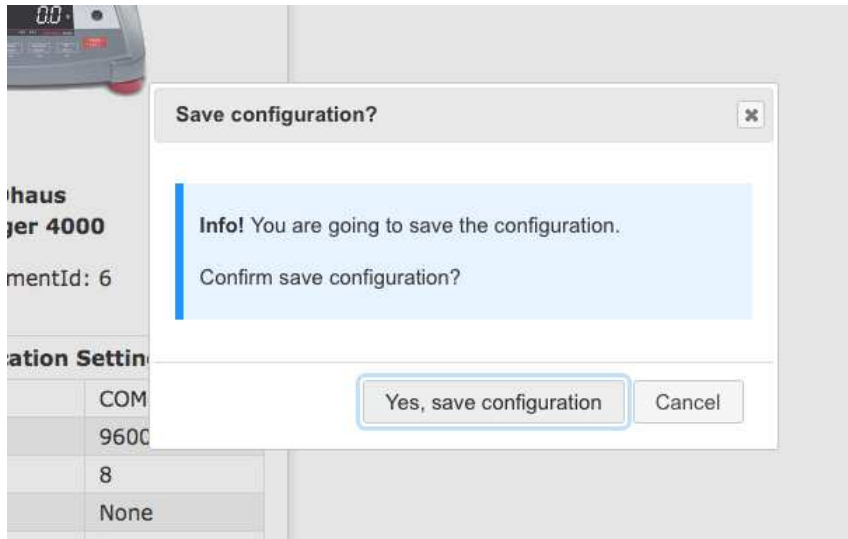 0.0
Save configuration?
haus
ger 4000
mentId: 6
Info! You are going to save the configuration.
Confirm save configuration?
ation Settin
COM
9600
8
None
Yes, save configuration
Cancel